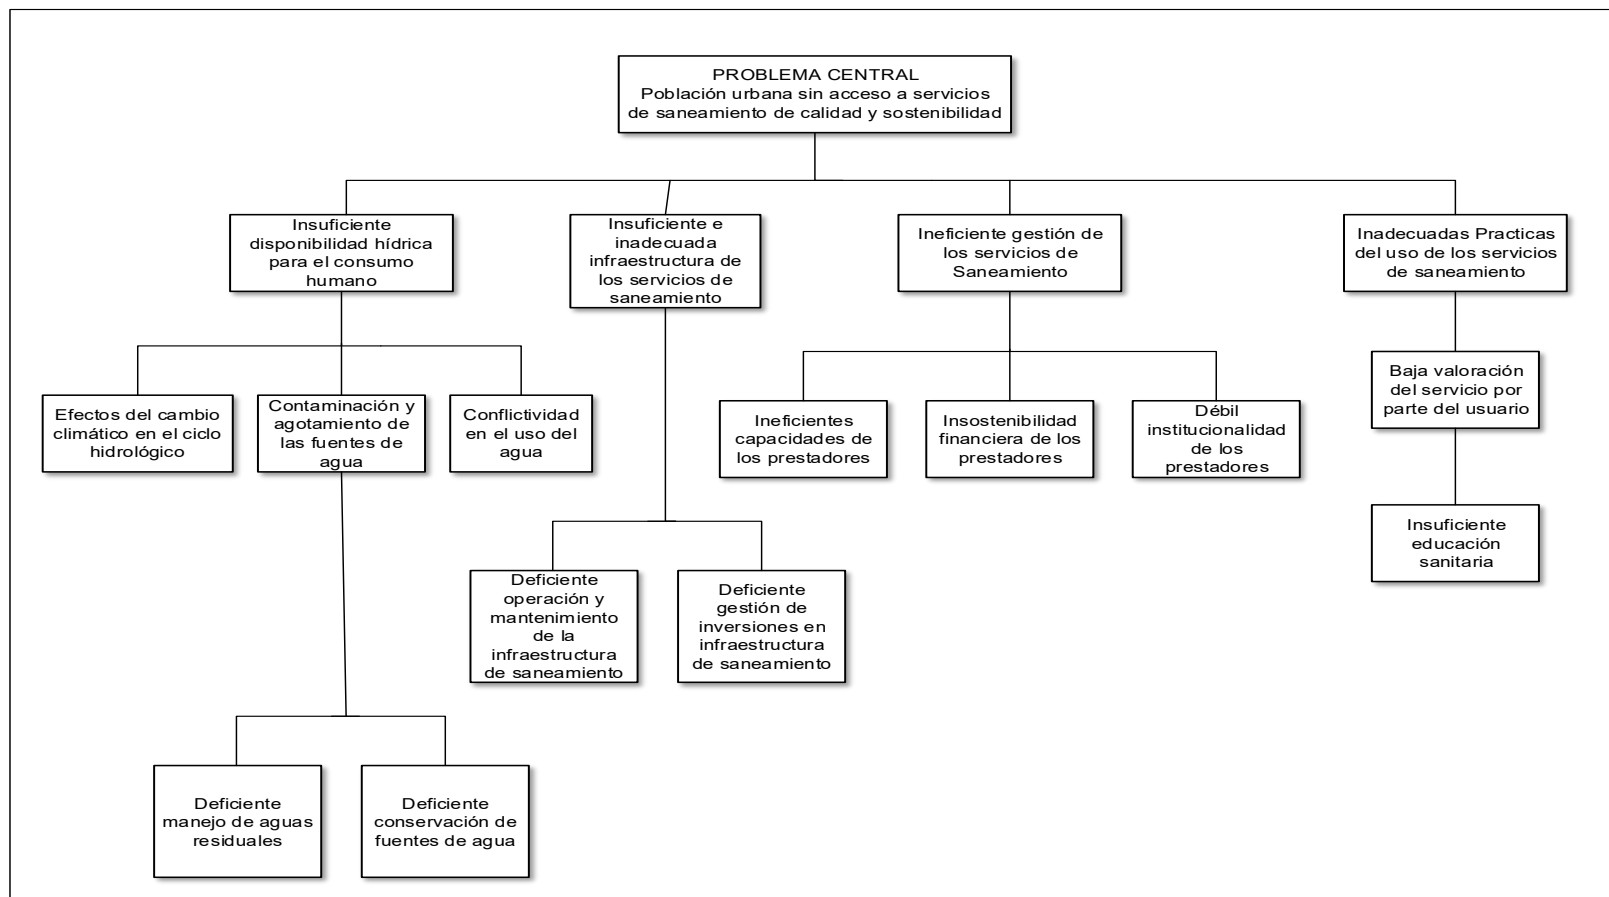 PROBLEMA CENTRAL
Población urbana sin acceso a servicios
de saneamiento de calidad y sostenibilidad
Insuficiente
disponibilidad hídrica
para el consumo
humano
Insuficiente e
inadecuada
infraestructura de
los servicios de
saneamiento
Ineficiente gestión de
los servicios de
Saneamiento
Inadecuadas Practicas
del uso de los servicios
de saneamiento
Efectos del cambio
climático en el ciclo
hidrológico
Contaminación y
agotamiento de
las fuentes de
agua
Conflictividad
en el uso del
agua
Ineficientes
capacidades de
los prestadores
Insostenibilidad
financiera de los
prestadores
Débil
institucionalidad
de los
prestadores
Baja valoración
del servicio por
parte del usuario
Insuficiente
educación
sanitaria
Deficiente
operación y
mantenimiento
de la
infraestructura
de saneamiento
Deficiente
gestión de
inversiones en
infraestructura
de saneamiento
Deficiente
manejo de aguas
residuales
Deficiente
conservación de
fuentes de agua